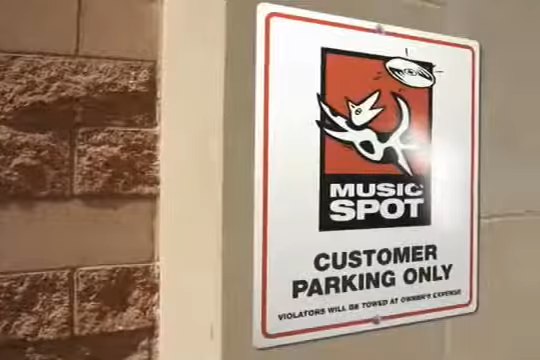 MUSIC
SPOT
CUSTOMER
PARKING ONLY
VIOLATORS WILL BE TOWED AT OWNER'S EXPENSE